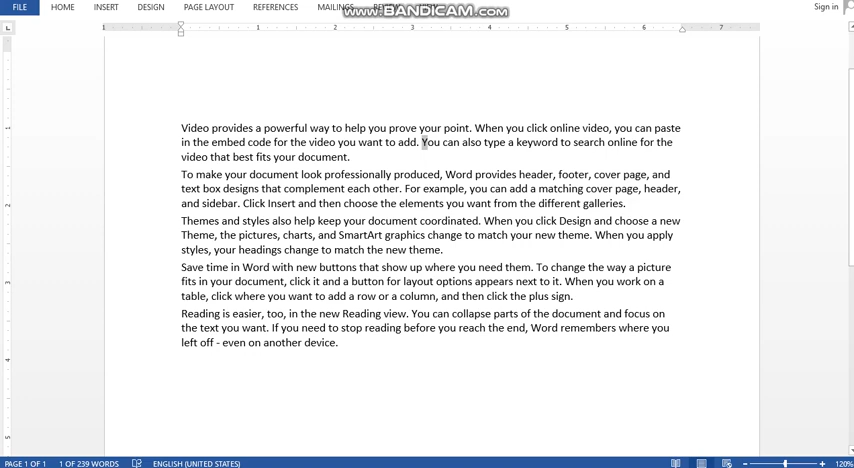 FILE HOME INSERT DESIGN PAGE LAYOUT REFERENCES MAILINGS Sign in
www.BANDICAM.com
1 1 2 3 4 5 6 7
Video provides a powerful way to help you prove your point. When you click online video, you can paste
in the embed code for the video you want to add. You can also type a keyword to search online for the
video that best fits your document.
To make your document look professionally produced, Word provides header, footer, cover page, and
text box designs that complement each other. For example, you can add a matching cover page, header,
and sidebar. Click Insert and then choose the elements you want from the different galleries.
Themes and styles also help keep your document coordinated. When you click Design and choose a new
Theme, the pictures, charts, and SmartArt graphics change to match your new theme. When you apply
styles, your headings change to match the new theme.
Save time in Word with new buttons that show up where you need them. To change the way a picture
fits in your document, click it and a button for layout options appears next to it. When you work on a
table, click where you want to add a row or a column, and then click the plus sign.
Reading is easier, too, in the new Reading view. You can collapse parts of the document and focus on
the text you want. If you need to stop reading before you reach the end, Word remembers where you
left off - even on another device.
1
2
3
4
5
PAGE 1 OF 1 1 OF 239 WORDS ENGLISH (UNITED STATES) 120%